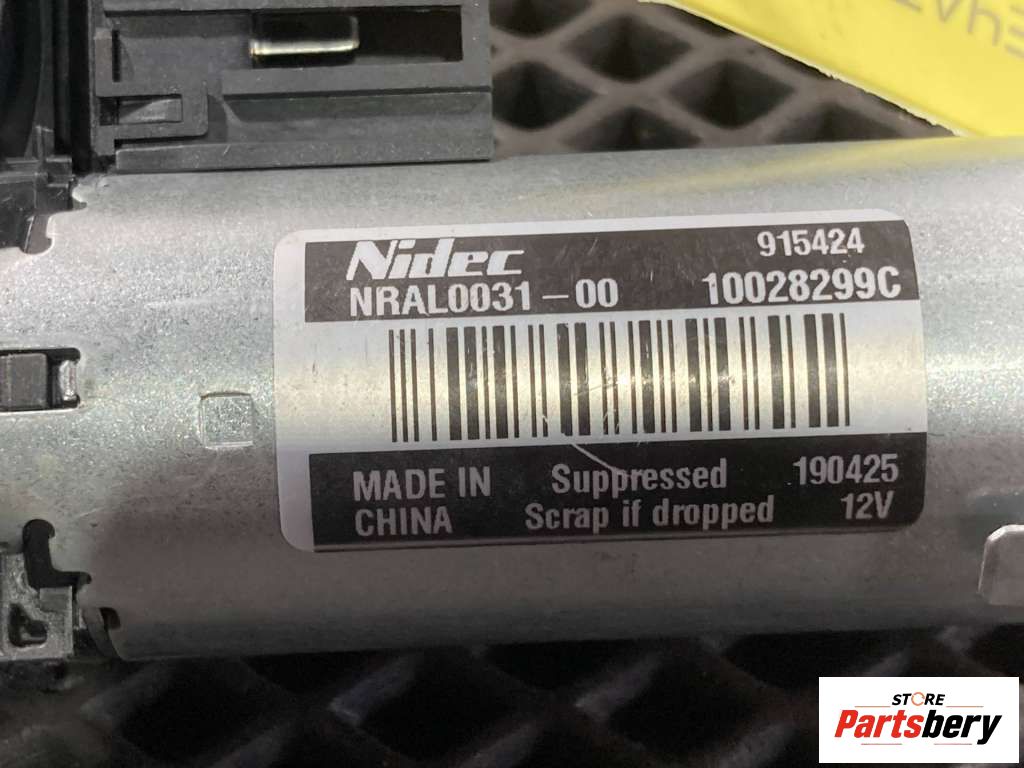 Nidec 915424
NRAL0031-00 10028299C
MADE IN Suppressed 190425
CHINA Scrap if dropped 12V
STORE
Partsbery